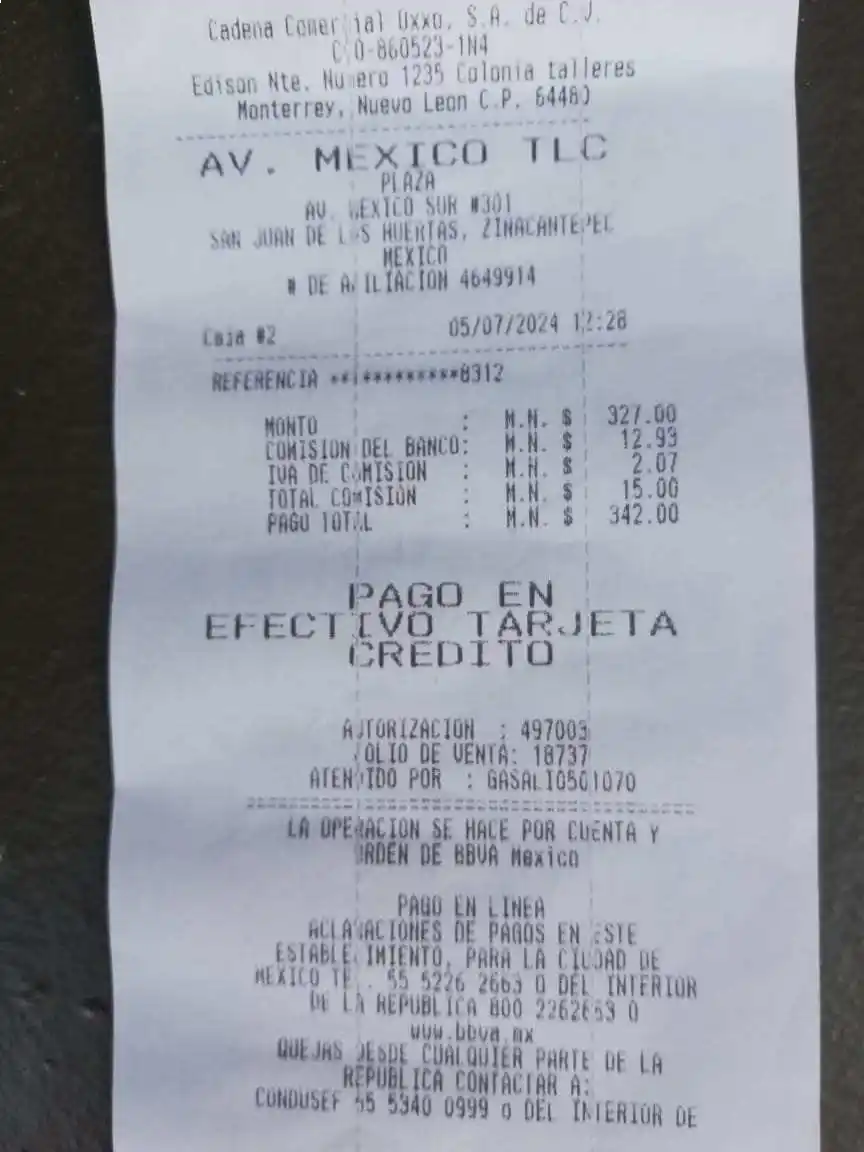 Cadena Comercial Oxxo, S.A. de C.V.
CCO-860523-1N4
Edison Nte. Numero 1235 Colonia talleres
Monterrey, Nuevo Leon C.P. 64480
AV. MEXICO TLC
PLAZA
AV. MEXICO SUR #301
SAN JUAN DE LAS HUERTAS, ZINACANTEPEC
MEXICO
# DE AFILIACION 4649914
Caja #2 05/07/2024 12:28
REFERENCIA ************8312
MONTO : M.N. $ 327.00
COMISION DEL BANCO: M.N. $ 12.93
IVA DE COMISION : M.N. $ 2.07
TOTAL COMISION : M.N. $ 15.00
PAGO TOTAL : M.N. $ 342.00
PAGO EN
EFECTIVO TARJETA
CREDITO
AUTORIZACION : 497003
FOLIO DE VENTA: 18737
ATENDIDO POR : GASALI0501070
LA OPERACION SE HACE POR CUENTA Y
ORDEN DE BBVA Mexico
PAGO EN LINEA
ACLARACIONES DE PAGOS EN ESTE
ESTABLECIMIENTO, PARA LA CIUDAD DE
MEXICO TEL. 55 5226 2663 O DEL INTERIOR
DE LA REPUBLICA 800 2262663 O
www.bbva.mx
QUEJAS DESDE CUALQUIER PARTE DE LA
REPUBLICA CONTACTAR A:
CONDUSEF 55 5340 0999 o DEL INTERIOR DE